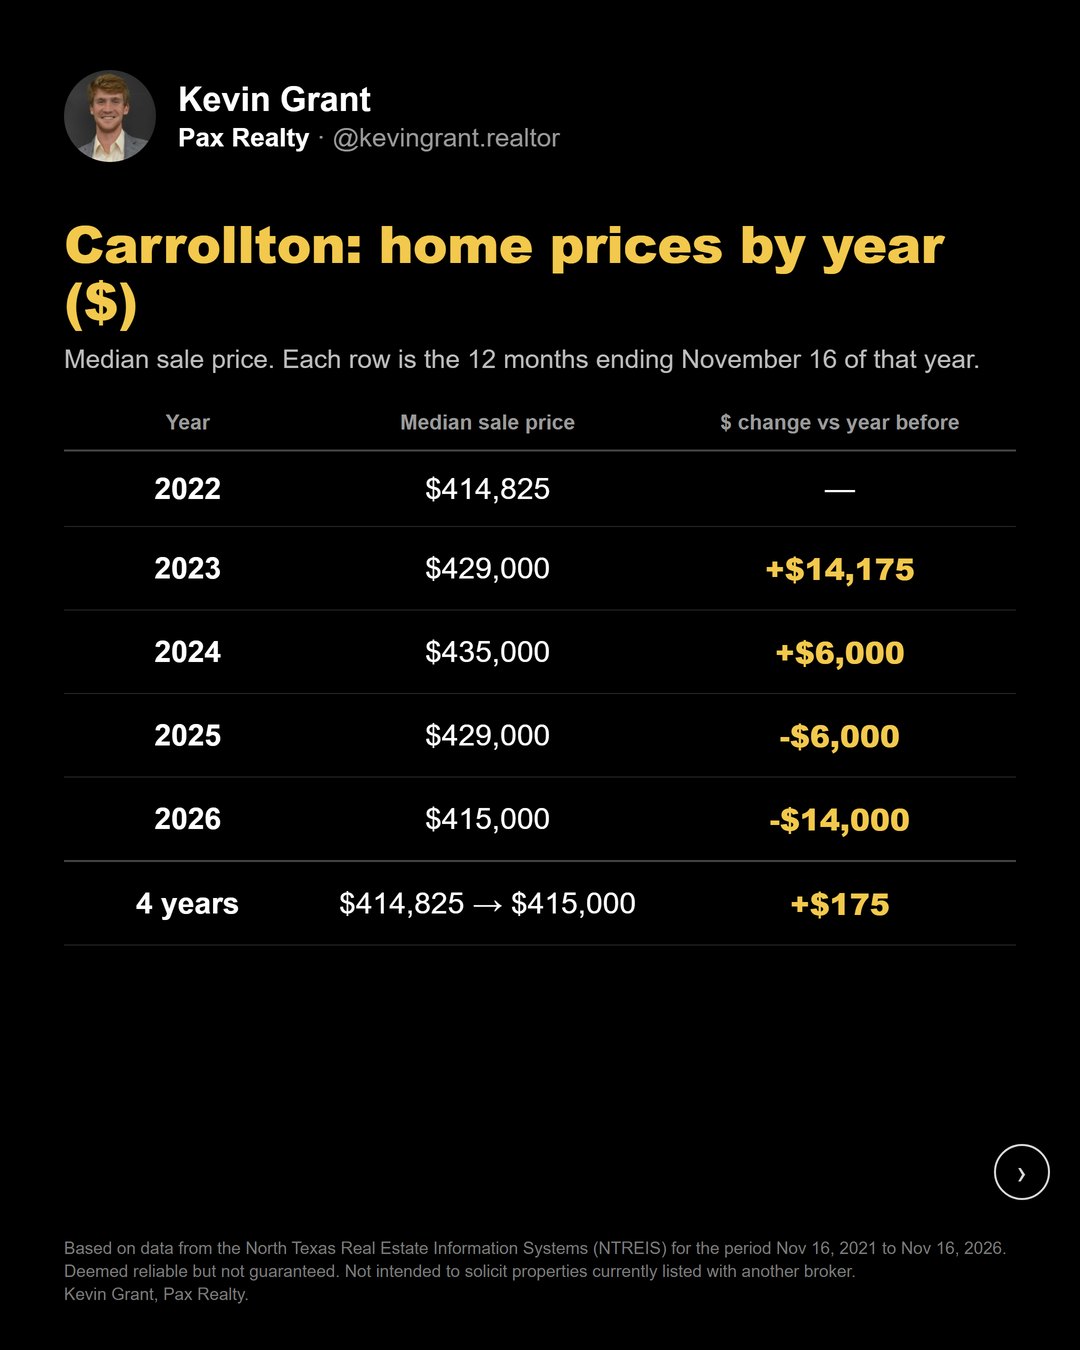 Kevin Grant
Pax Realty · @kevingrant.realtor
Carrollton: home prices by year
($)
Median sale price. Each row is the 12 months ending November 16 of that year.
Year Median sale price $ change vs year before
2022 $414,825 —
2023 $429,000 +$14,175
2024 $435,000 +$6,000
2025 $429,000 -$6,000
2026 $415,000 -$14,000
4 years $414,825 → $415,000 +$175
›
Based on data from the North Texas Real Estate Information Systems (NTREIS) for the period Nov 16, 2021 to Nov 16, 2026.
Deemed reliable but not guaranteed. Not intended to solicit properties currently listed with another broker.
Kevin Grant, Pax Realty.